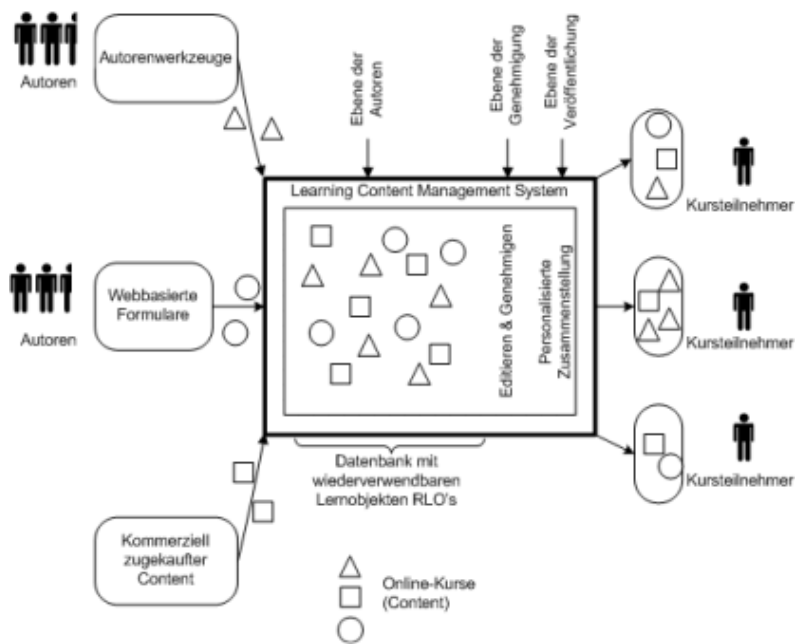 Autoren
Autorenwerkzeuge
Ebene der
Autoren
Ebene der
Genehmigung
Ebene der
Veröffentlichung
Learning Content Management System
Kursteilnehmer
Autoren
Webbasierte
Formulare
Editieren & Genehmigen
Personalisierte
Zusammenstellung
Kursteilnehmer
Datenbank mit
wiederverwendbaren
Lernobjekten RLO's
Kursteilnehmer
Kommerziell
zugekaufter
Content
Online-Kurse
(Content)